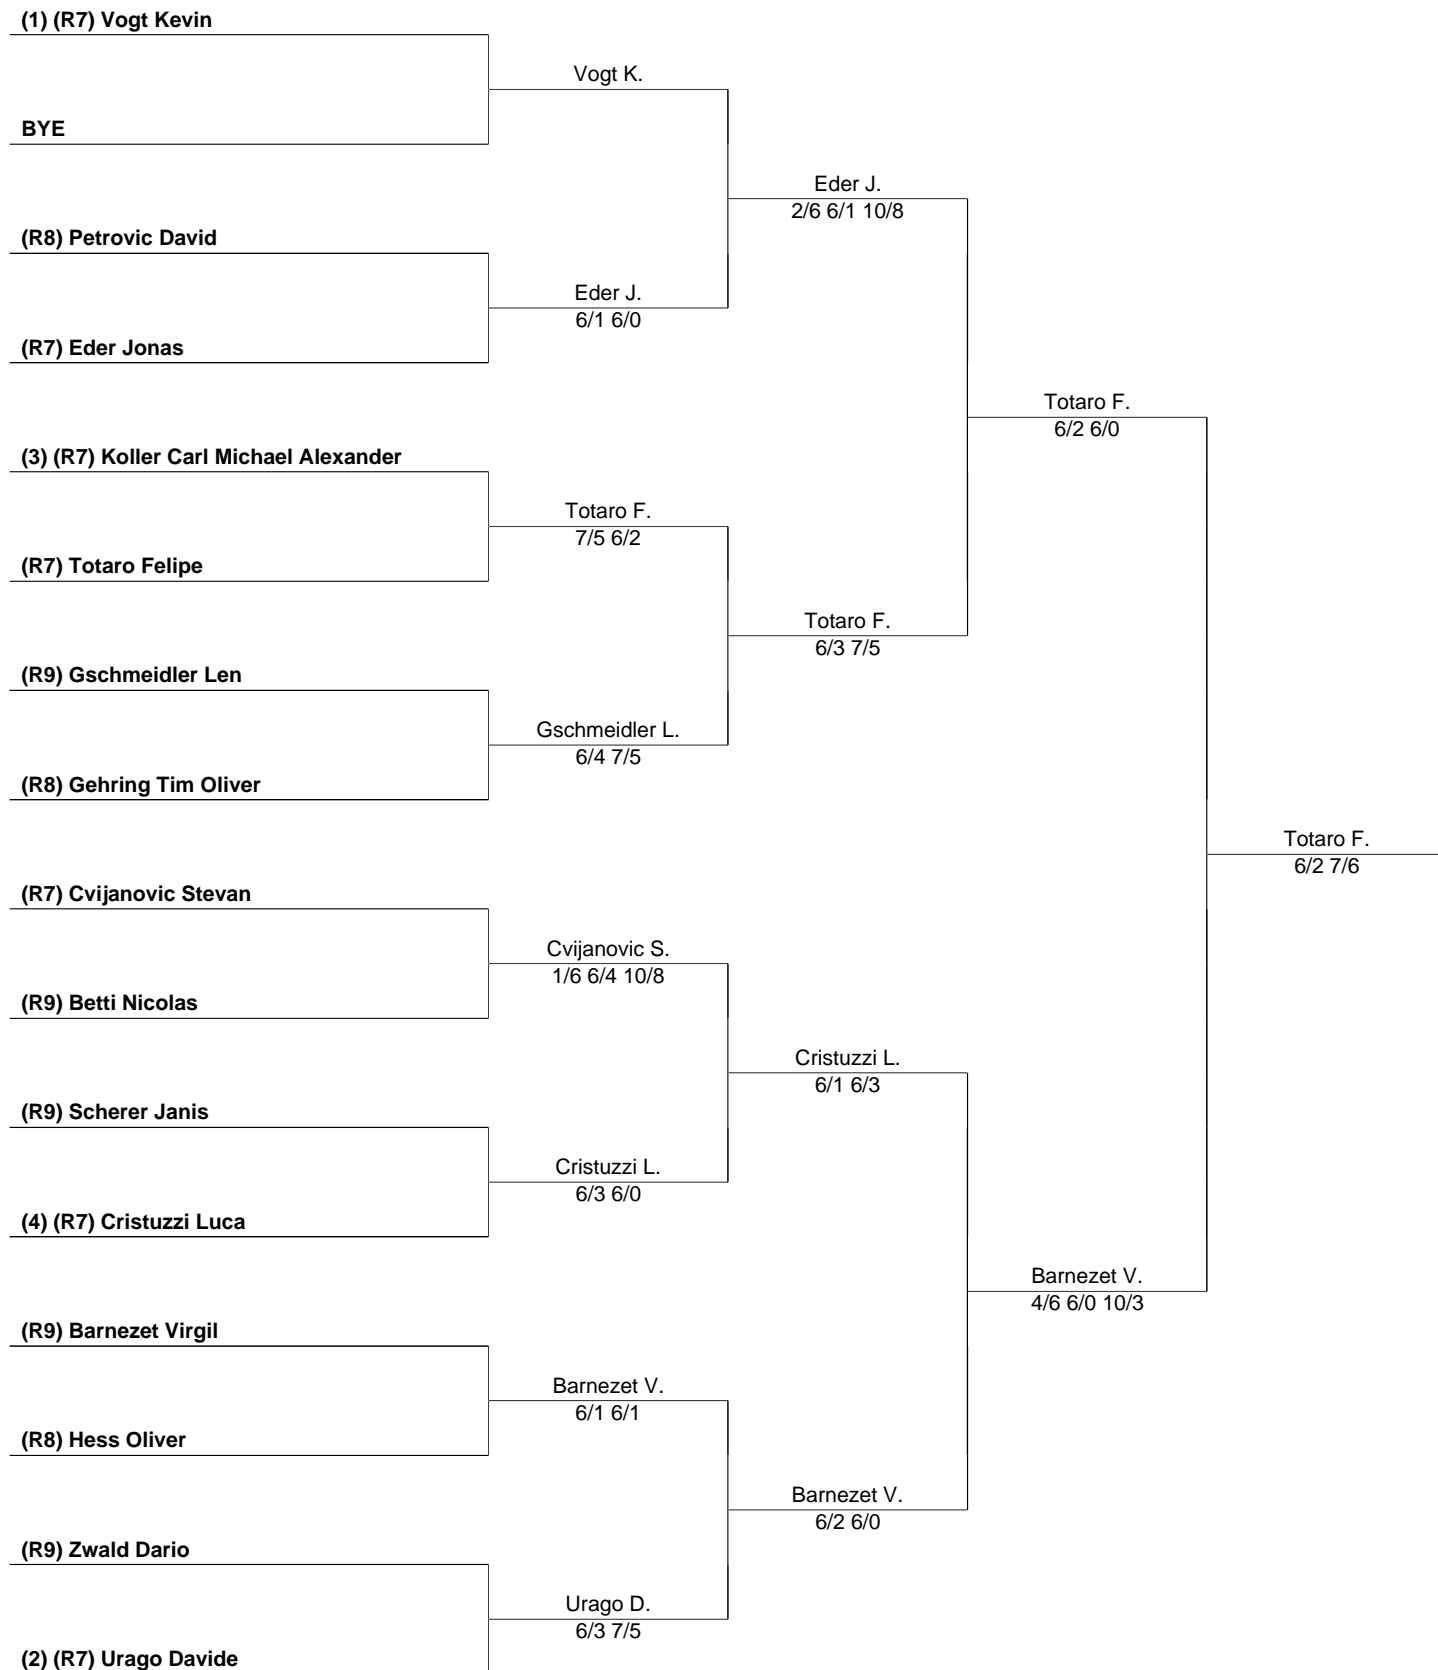 (1) (R7) Vogt Kevin
Vogt K.
BYE
Eder J.
2/6 6/1 10/8
(R8) Petrovic David
Eder J.
6/1 6/0
(R7) Eder Jonas
Totaro F.
6/2 6/0
(3) (R7) Koller Carl Michael Alexander
Totaro F.
7/5 6/2
(R7) Totaro Felipe
Totaro F.
6/3 7/5
(R9) Gschmeidler Len
Gschmeidler L.
6/4 7/5
(R8) Gehring Tim Oliver
Totaro F.
6/2 7/6
(R7) Cvijanovic Stevan
Cvijanovic S.
1/6 6/4 10/8
(R9) Betti Nicolas
Cristuzzi L.
6/1 6/3
(R9) Scherer Janis
Cristuzzi L.
6/3 6/0
(4) (R7) Cristuzzi Luca
Barnezet V.
4/6 6/0 10/3
(R9) Barnezet Virgil
Barnezet V.
6/1 6/1
(R8) Hess Oliver
Barnezet V.
6/2 6/0
(R9) Zwald Dario
Urago D.
6/3 7/5
(2) (R7) Urago Davide